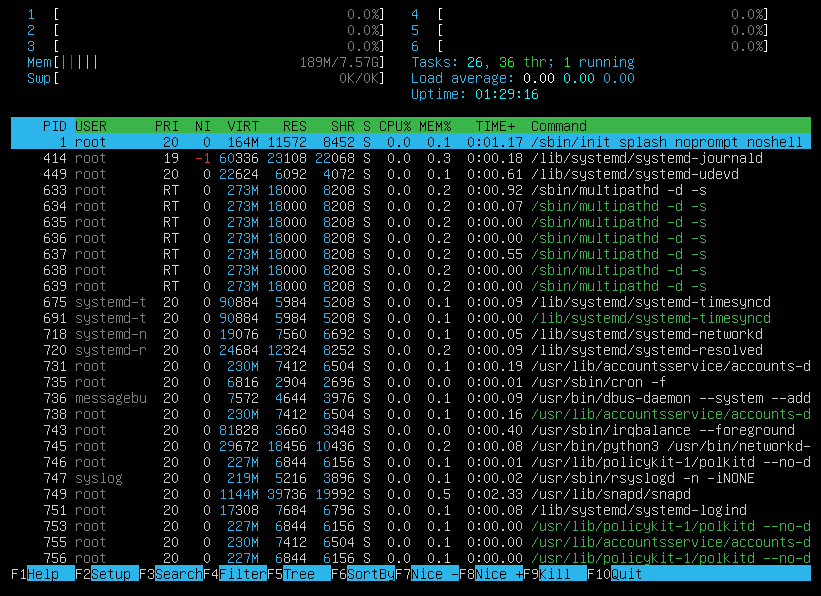 1 [ 0.0%] 4 [ 0.0%]
2 [ 0.0%] 5 [ 0.0%]
3 [ 0.0%] 6 [ 0.0%]
Mem[||||| 189M/7.57G] Tasks: 26, 36 thr; 1 running
Swp[ 0K/0K] Load average: 0.00 0.00 0.00
Uptime: 01:29:16
PID USER PRI NI VIRT RES SHR S CPU% MEM% TIME+ Command
1 root 20 0 164M 11572 8452 S 0.0 0.1 0:01.17 /sbin/init splash noprompt noshell
414 root 19 -1 60336 23108 22068 S 0.0 0.3 0:00.18 /lib/systemd/systemd-journald
449 root 20 0 22624 6092 4072 S 0.0 0.1 0:00.61 /lib/systemd/systemd-udevd
633 root RT 0 273M 18000 8208 S 0.0 0.2 0:00.92 /sbin/multipathd -d -s
634 root RT 0 273M 18000 8208 S 0.0 0.2 0:00.07 /sbin/multipathd -d -s
635 root RT 0 273M 18000 8208 S 0.0 0.2 0:00.00 /sbin/multipathd -d -s
636 root RT 0 273M 18000 8208 S 0.0 0.2 0:00.00 /sbin/multipathd -d -s
637 root RT 0 273M 18000 8208 S 0.0 0.2 0:00.55 /sbin/multipathd -d -s
638 root RT 0 273M 18000 8208 S 0.0 0.2 0:00.00 /sbin/multipathd -d -s
639 root RT 0 273M 18000 8208 S 0.0 0.2 0:00.00 /sbin/multipathd -d -s
675 systemd-t 20 0 90884 5984 5208 S 0.0 0.1 0:00.09 /lib/systemd/systemd-timesyncd
691 systemd-t 20 0 90884 5984 5208 S 0.0 0.1 0:00.00 /lib/systemd/systemd-timesyncd
718 systemd-n 20 0 19076 7560 6692 S 0.0 0.1 0:00.05 /lib/systemd/systemd-networkd
720 systemd-r 20 0 24684 12324 8252 S 0.0 0.2 0:00.09 /lib/systemd/systemd-resolved
731 root 20 0 230M 7412 6504 S 0.0 0.1 0:00.19 /usr/lib/accountsservice/accounts-d
735 root 20 0 6816 2904 2696 S 0.0 0.0 0:00.01 /usr/sbin/cron -f
736 messagebu 20 0 7572 4644 3976 S 0.0 0.1 0:00.09 /usr/bin/dbus-daemon --system --add
738 root 20 0 230M 7412 6504 S 0.0 0.1 0:00.16 /usr/lib/accountsservice/accounts-d
743 root 20 0 81828 3660 3348 S 0.0 0.0 0:00.40 /usr/sbin/irqbalance --foreground
745 root 20 0 29672 18456 10436 S 0.0 0.2 0:00.08 /usr/bin/python3 /usr/bin/networkd-
746 root 20 0 227M 6844 6156 S 0.0 0.1 0:00.01 /usr/lib/policykit-1/polkitd --no-d
747 syslog 20 0 219M 5216 3896 S 0.0 0.1 0:00.02 /usr/sbin/rsyslogd -n -iNONE
749 root 20 0 1144M 39736 19992 S 0.0 0.5 0:02.33 /usr/lib/snapd/snapd
751 root 20 0 17308 7684 6796 S 0.0 0.1 0:00.08 /lib/systemd/systemd-logind
753 root 20 0 227M 6844 6156 S 0.0 0.1 0:00.00 /usr/lib/policykit-1/polkitd --no-d
755 root 20 0 230M 7412 6504 S 0.0 0.1 0:00.00 /usr/lib/accountsservice/accounts-d
756 root 20 0 227M 6844 6156 S 0.0 0.1 0:00.00 /usr/lib/policykit-1/polkitd --no-d
F1Help F2Setup F3SearchF4FilterF5Tree F6SortByF7Nice -F8Nice +F9Kill F10Quit